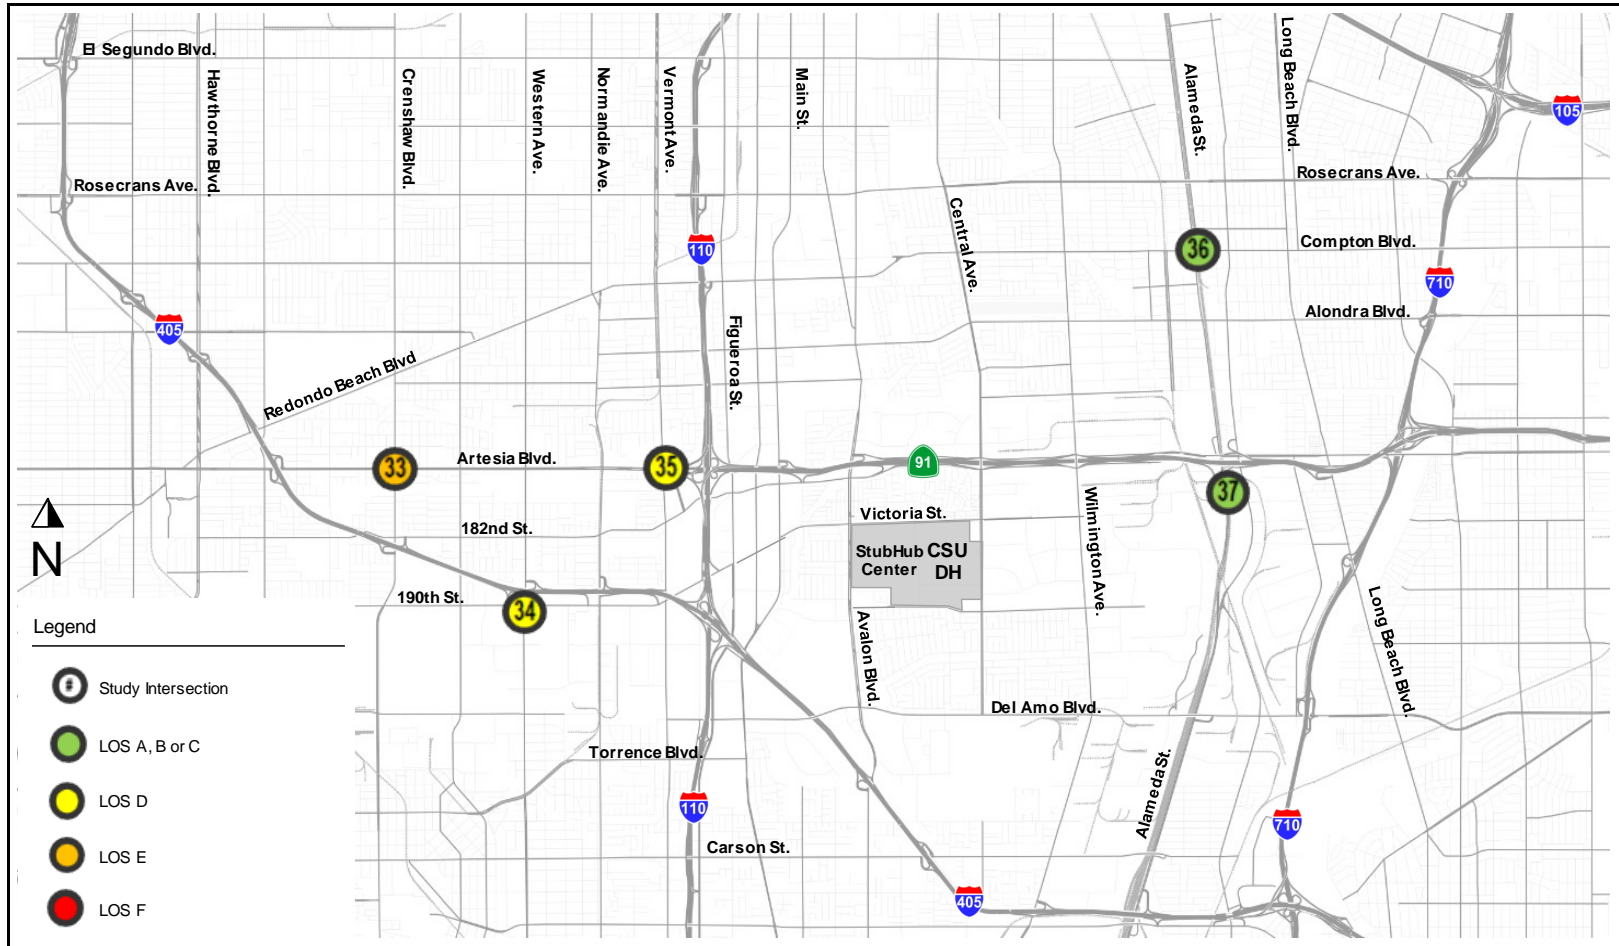 El Segundo Blvd.
Hawthorne Blvd.
Crenshaw Blvd.
Western Ave.
Normandie Ave.
Vermont Ave.
Main St.
Alameda St.
Long Beach Blvd.
105
Rosecrans Ave.
Rosecrans Ave.
Central Ave.
110
36
Compton Blvd.
710
Alondra Blvd.
405
Figueroa St.
Redondo Beach Blvd
33
Artesia Blvd.
35
91
37
Wilmington Ave.
N
182nd St.
Victoria St.
StubHub
Center
CSU
DH
190th St.
34
Avalon Blvd.
Long Beach Blvd.
Del Amo Blvd.
Torrence Blvd.
Alameda St.
110
710
Carson St.
405
Legend
#
Study Intersection
LOS A, B or C
LOS D
LOS E
LOS F